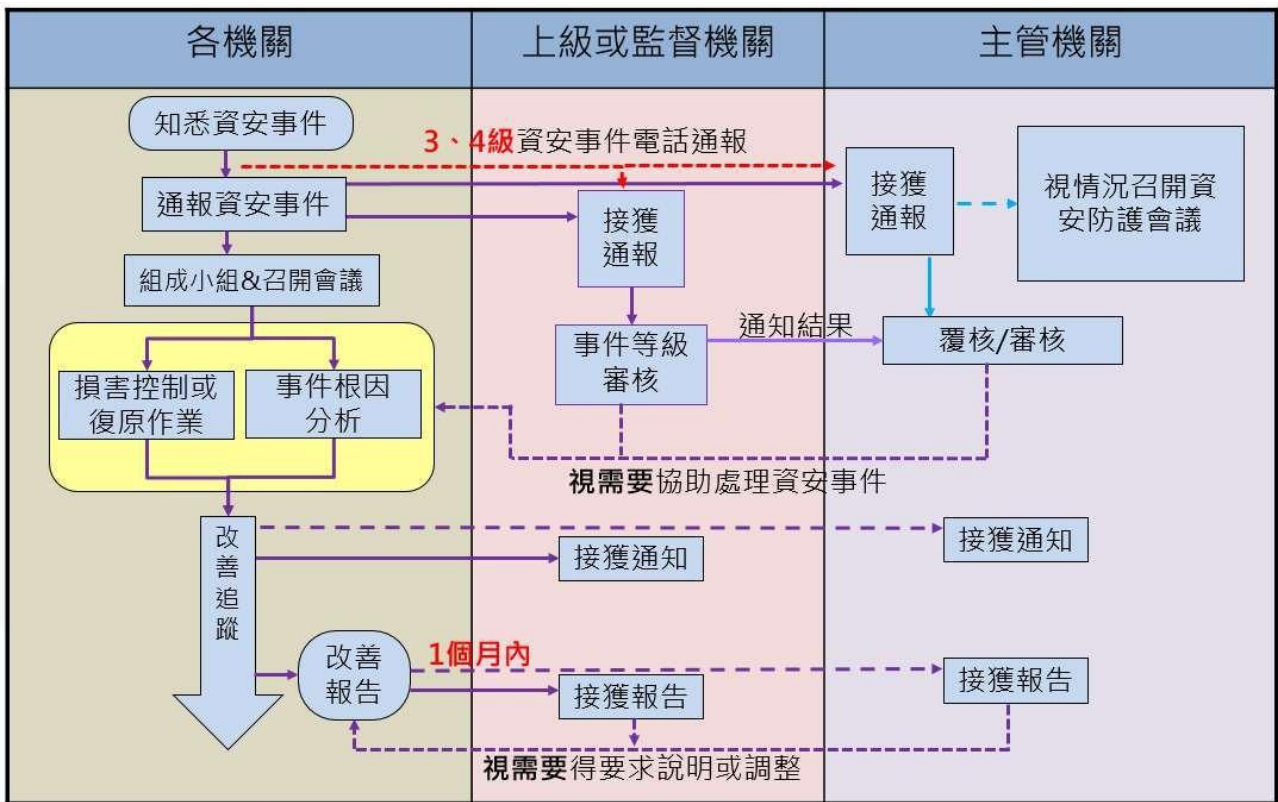 各機關
上級或監督機關
主管機關
知悉資安事件
3、4級資安事件電話通報
通報資安事件
接獲
通報
接獲
通報
視情況召開資
安防護會議
組成小組&召開會議
事件等級
審核
通知結果
覆核/審核
損害控制或
復原作業
事件根因
分析
視需要協助處理資安事件
改
善
追
蹤
接獲通知
接獲通知
改善
報告
1個月內
接獲報告
接獲報告
視需要得要求說明或調整